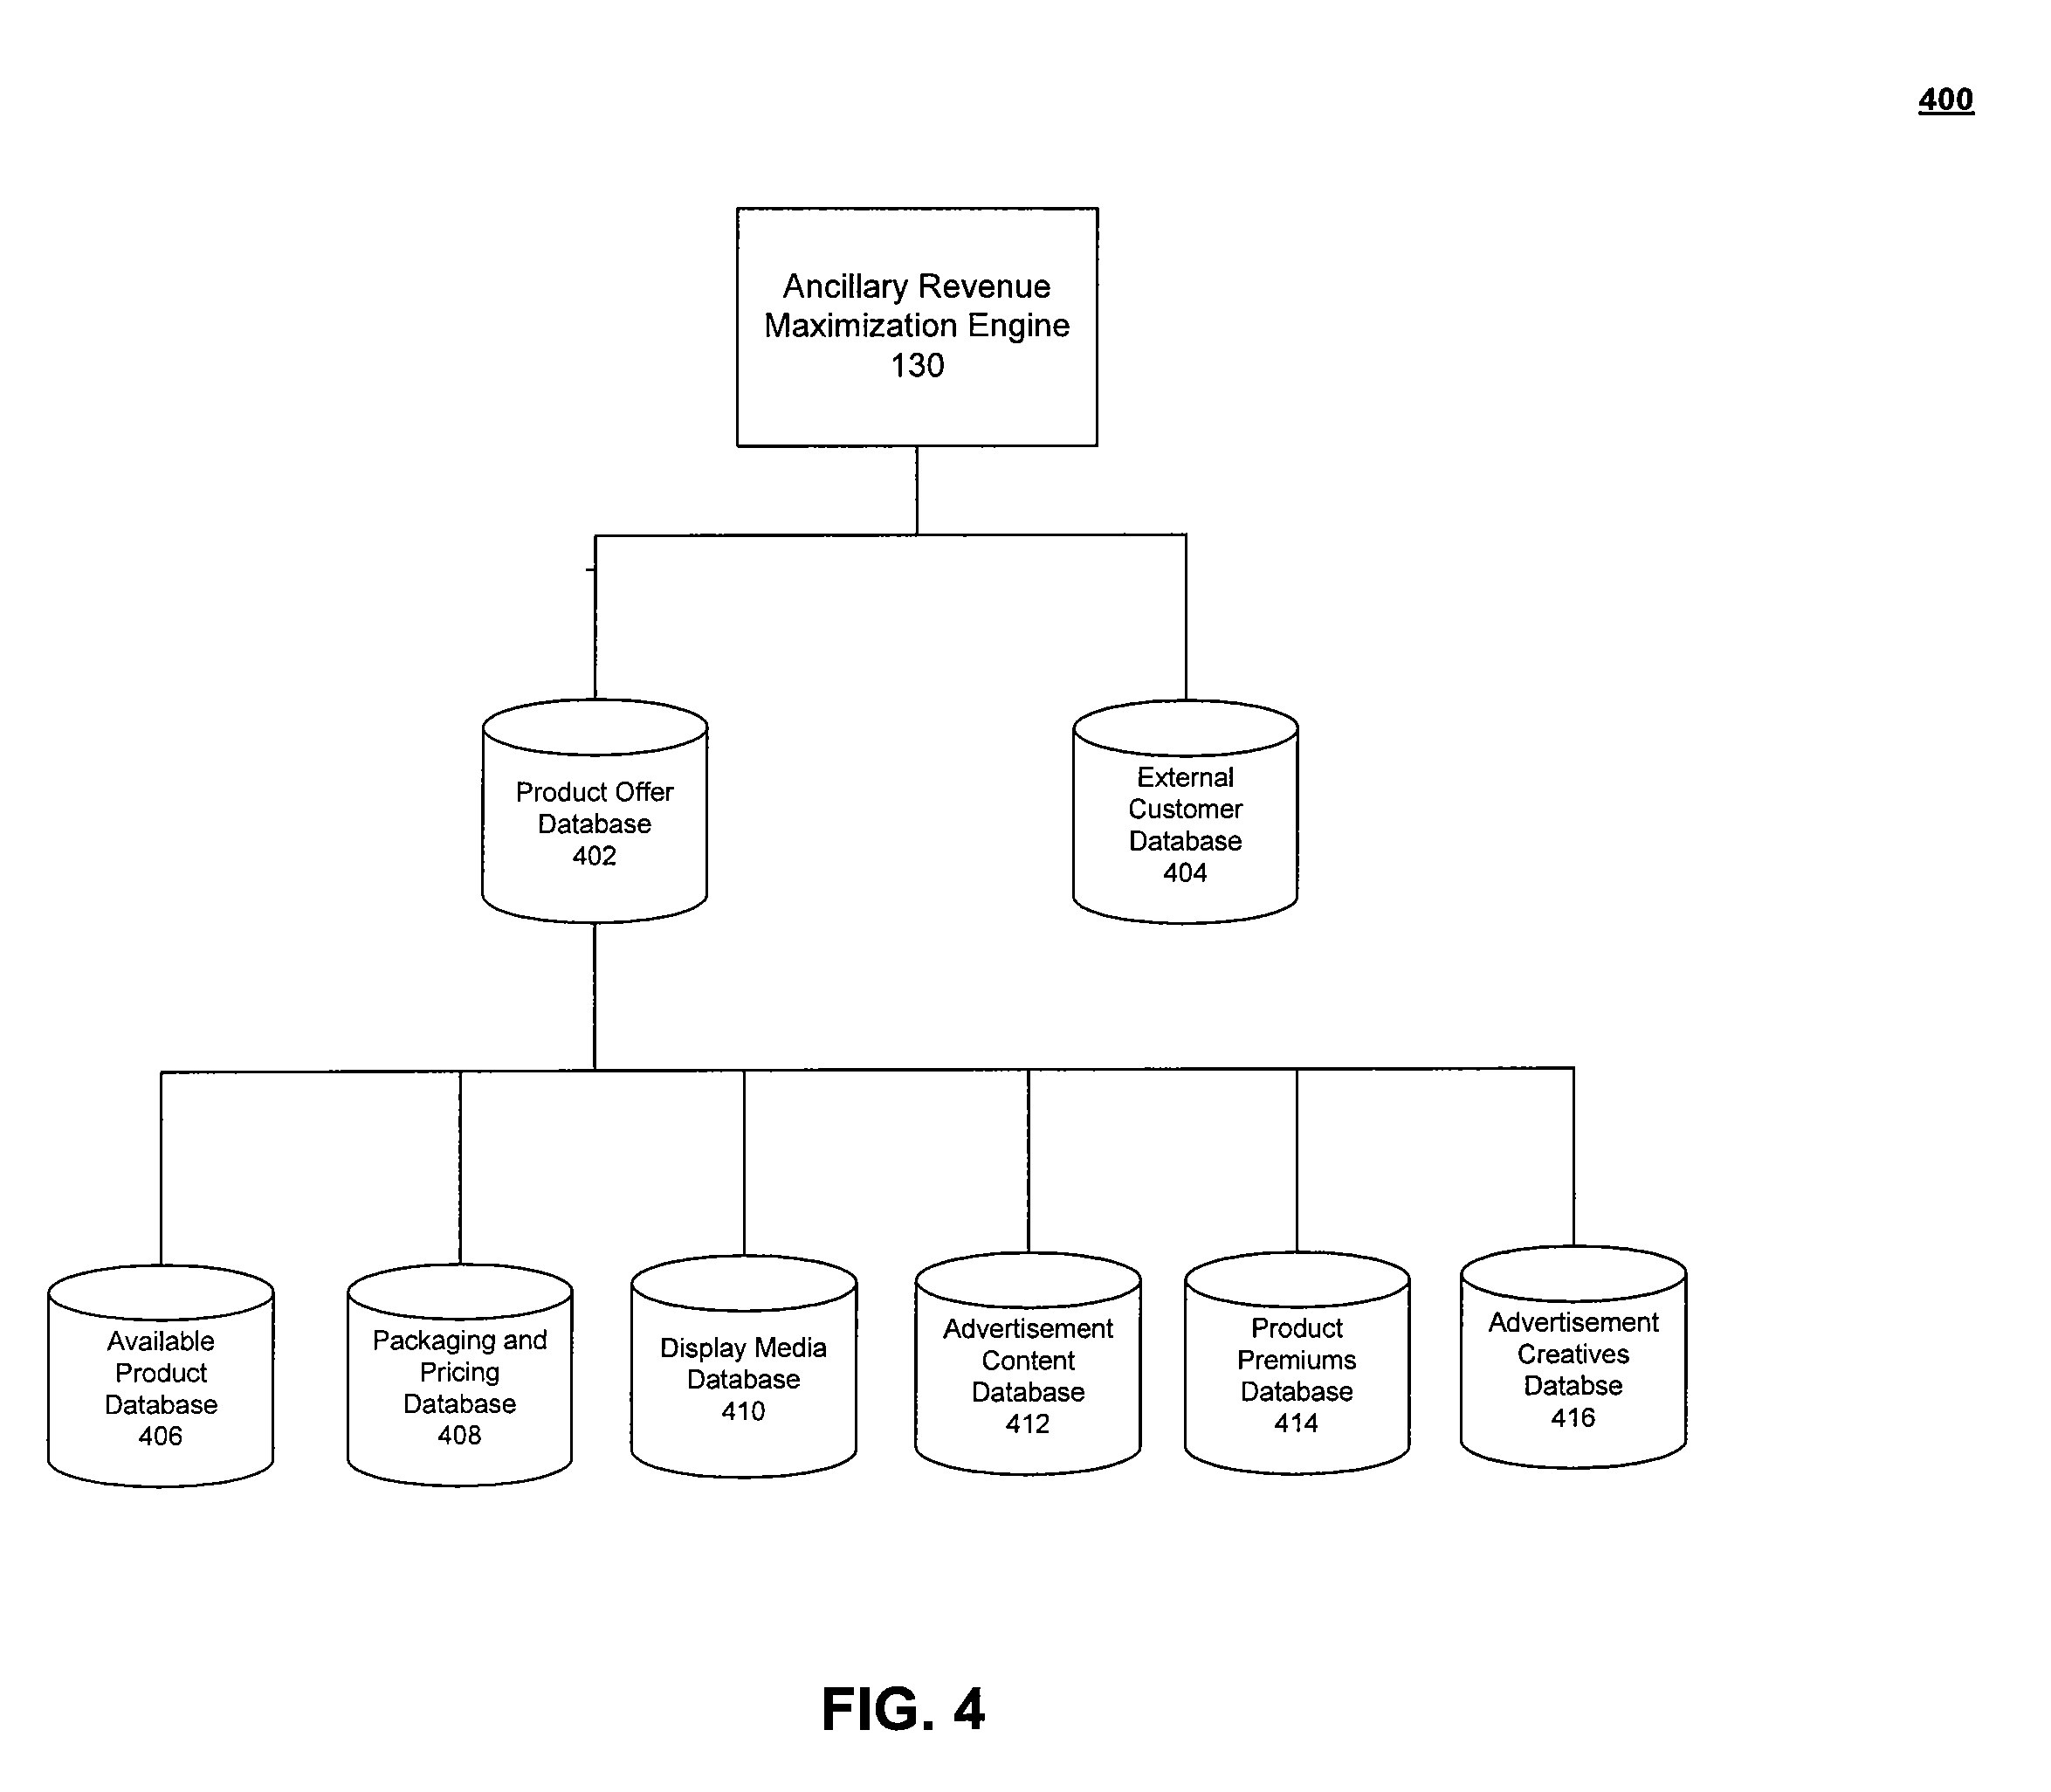 400
Ancillary Revenue
Maximization Engine
130
Product Offer
Database
402
External
Customer
Database
404
Available
Product
Database
406
Packaging and
Pricing
Database
408
Display Media
Database
410
Advertisement
Content
Database
412
Product
Premiums
Database
414
Advertisement
Creatives
Databse
416
FIG. 4